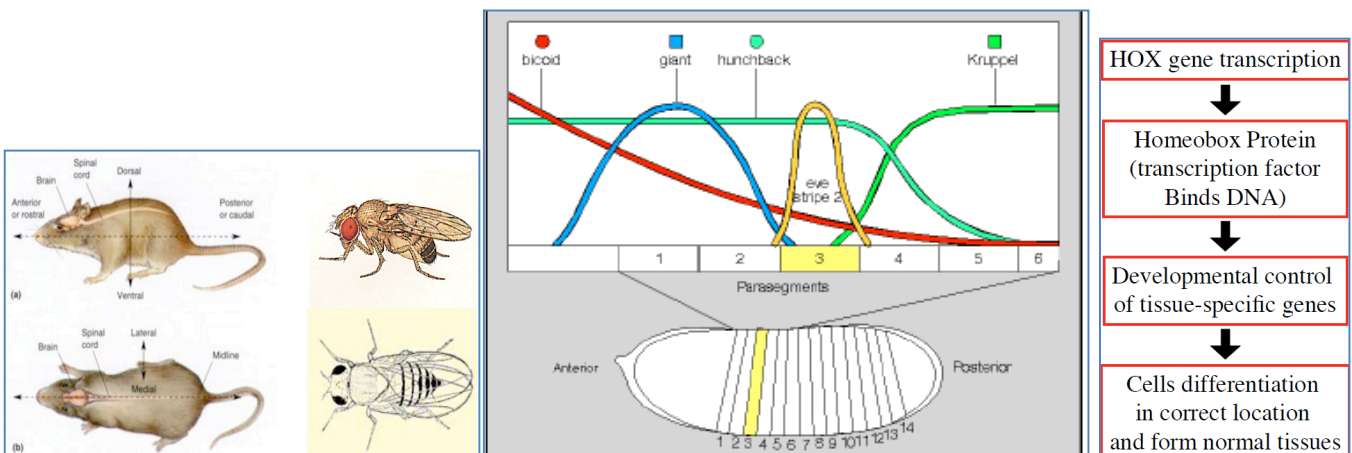 Spinal
cord
Dorsal
Brain
Anterior
or rostral
Posterior
or caudal
(a)
Ventral
Spinal
cord
Lateral
Brain
Midline
Medial
(b)
bicoid
giant
hunchback
Kruppel
eve
stripe 2
1 2 3 4 5 6
Parasegments
Anterior
Posterior
1 2 3 4 5 6 7 8 9 10 11 12 13 14
HOX gene transcription
Homeobox Protein
(transcription factor
Binds DNA)
Developmental control
of tissue-specific genes
Cells differentiation
in correct location
and form normal tissues